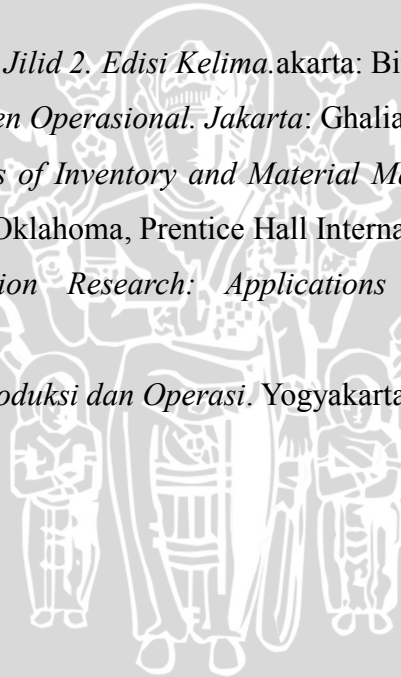 Jilid 2. Edisi Kelima.akarta: Bi
en Operasional. Jakarta: Ghalia
s of Inventory and Material Ma
Oklahoma, Prentice Hall Interna
ion Research: Applications
oduksi dan Operasi. Yogyakarta